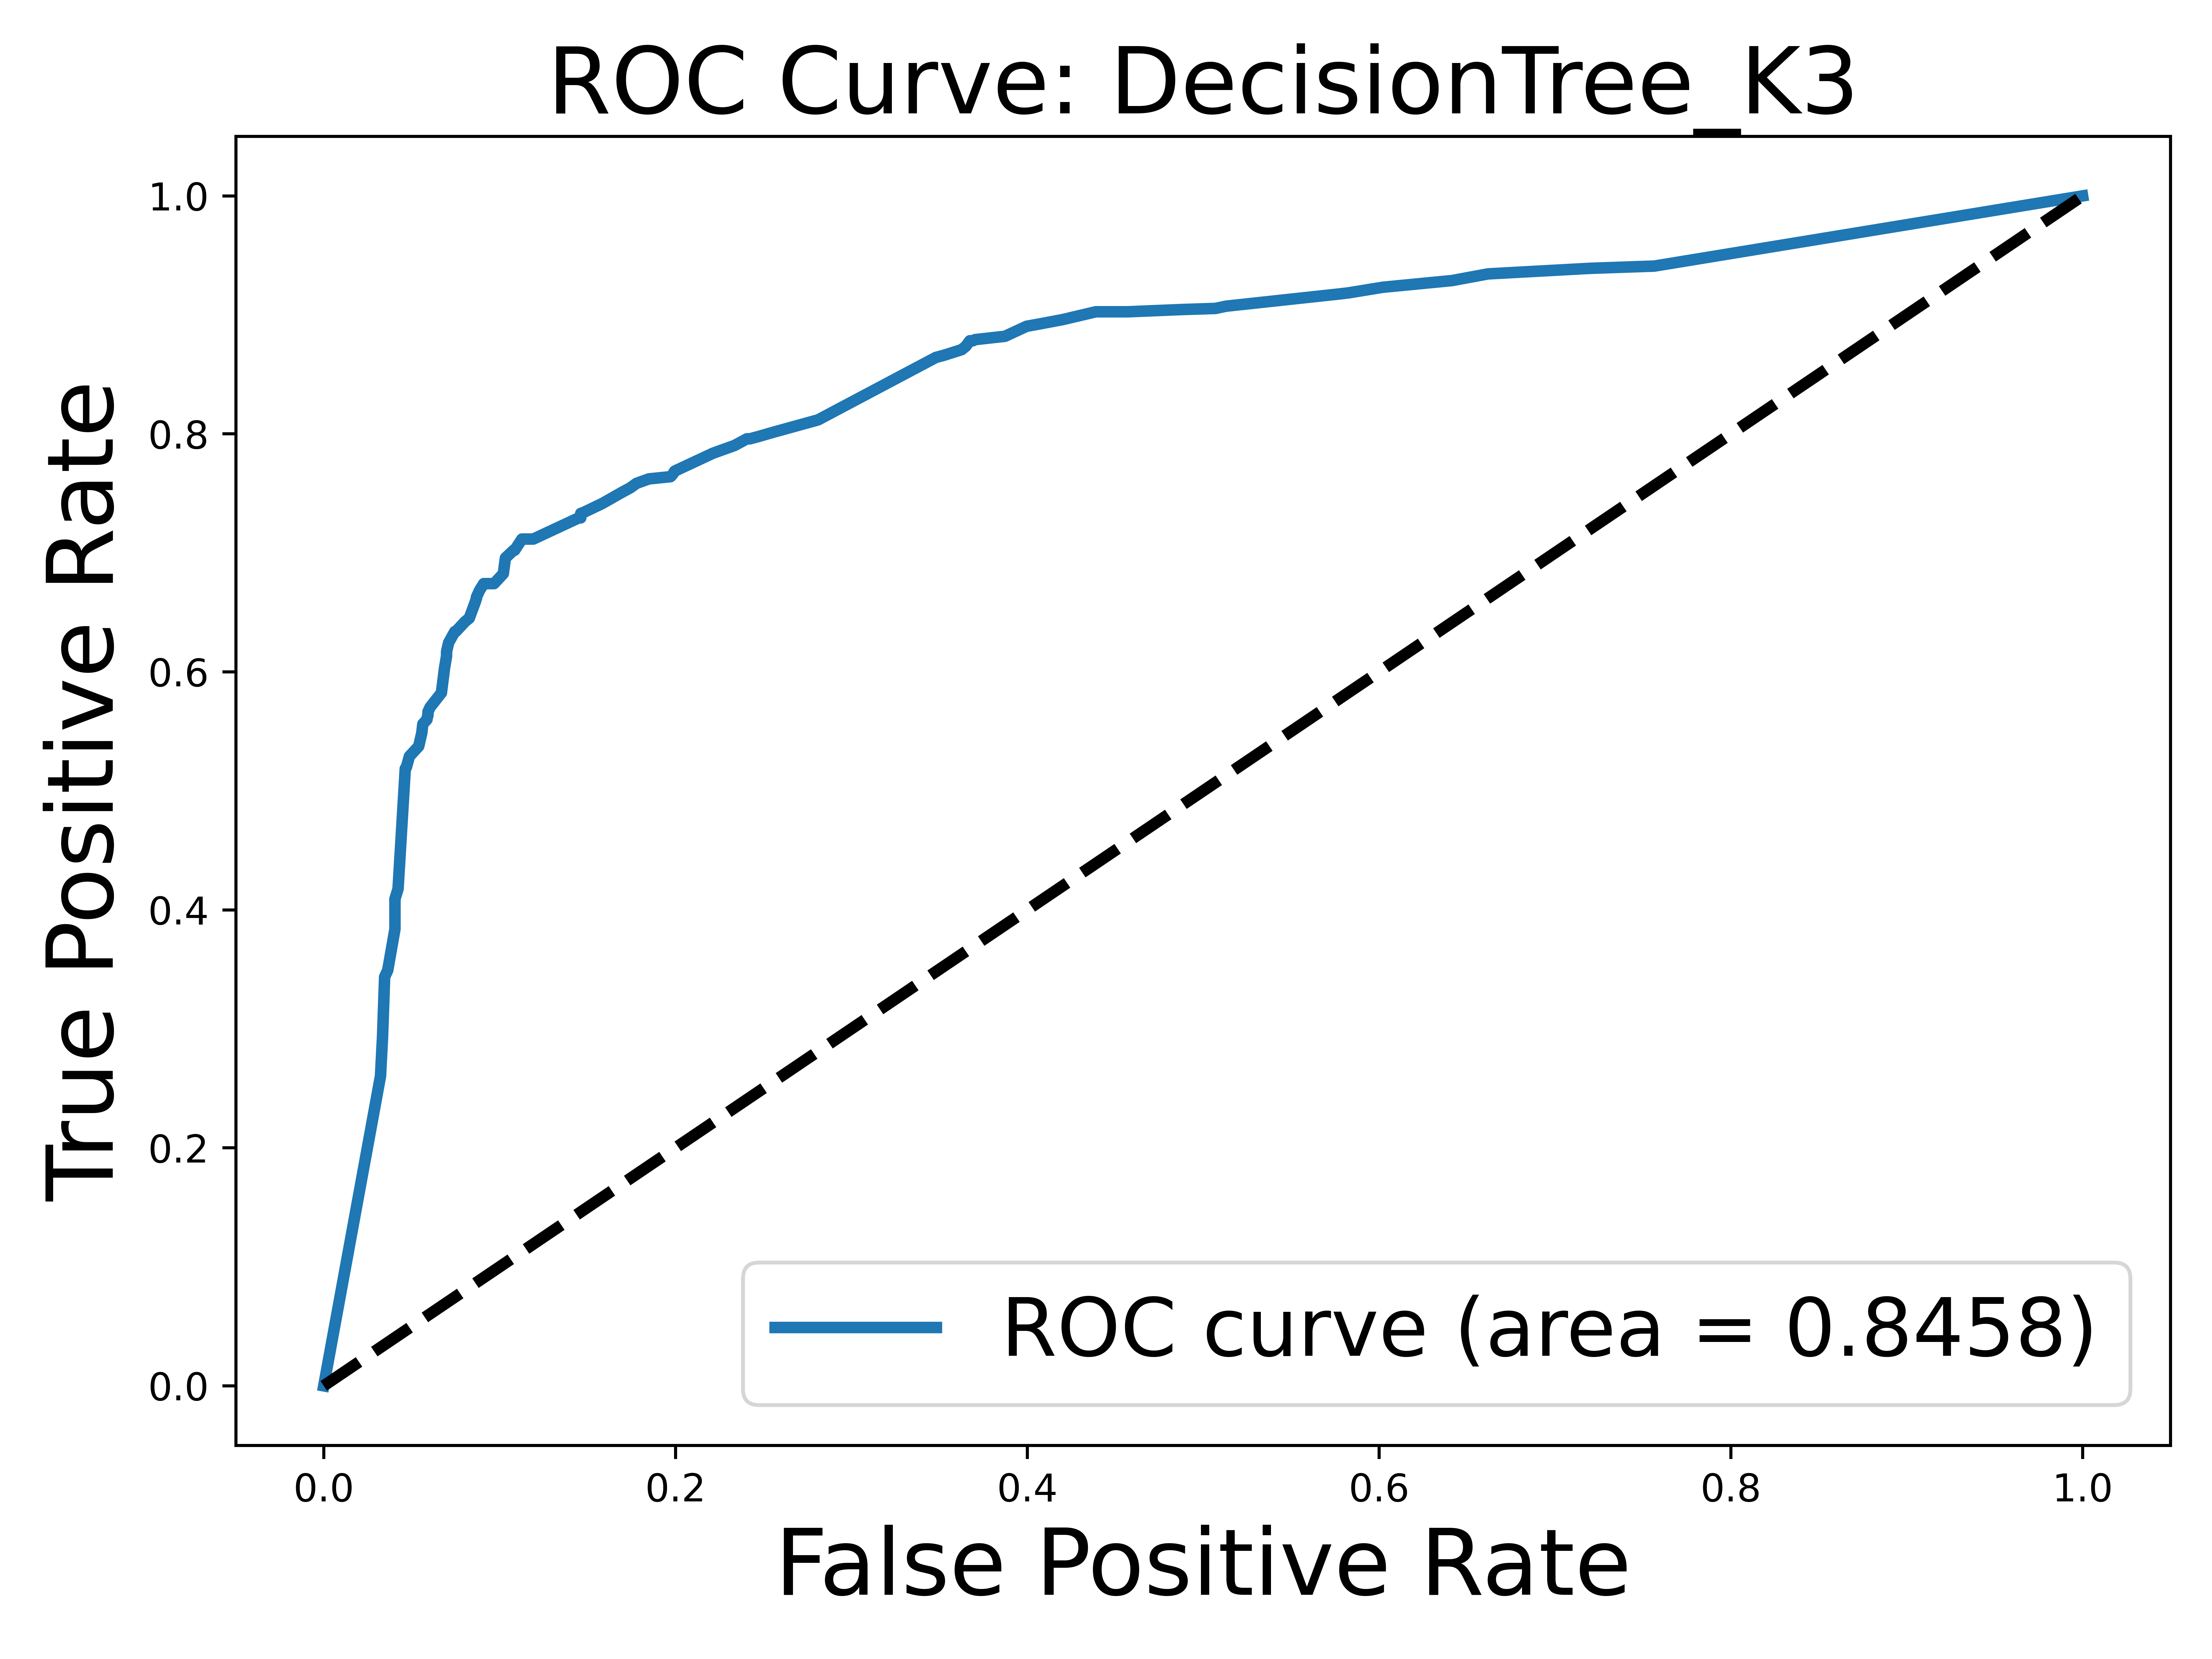 ROC Curve: DecisionTree_K3
True Positive Rate
1.0
0.8
0.6
0.4
0.2
0.0
ROC curve (area = 0.8458)
0.0 0.2 0.4 0.6 0.8 1.0
False Positive Rate